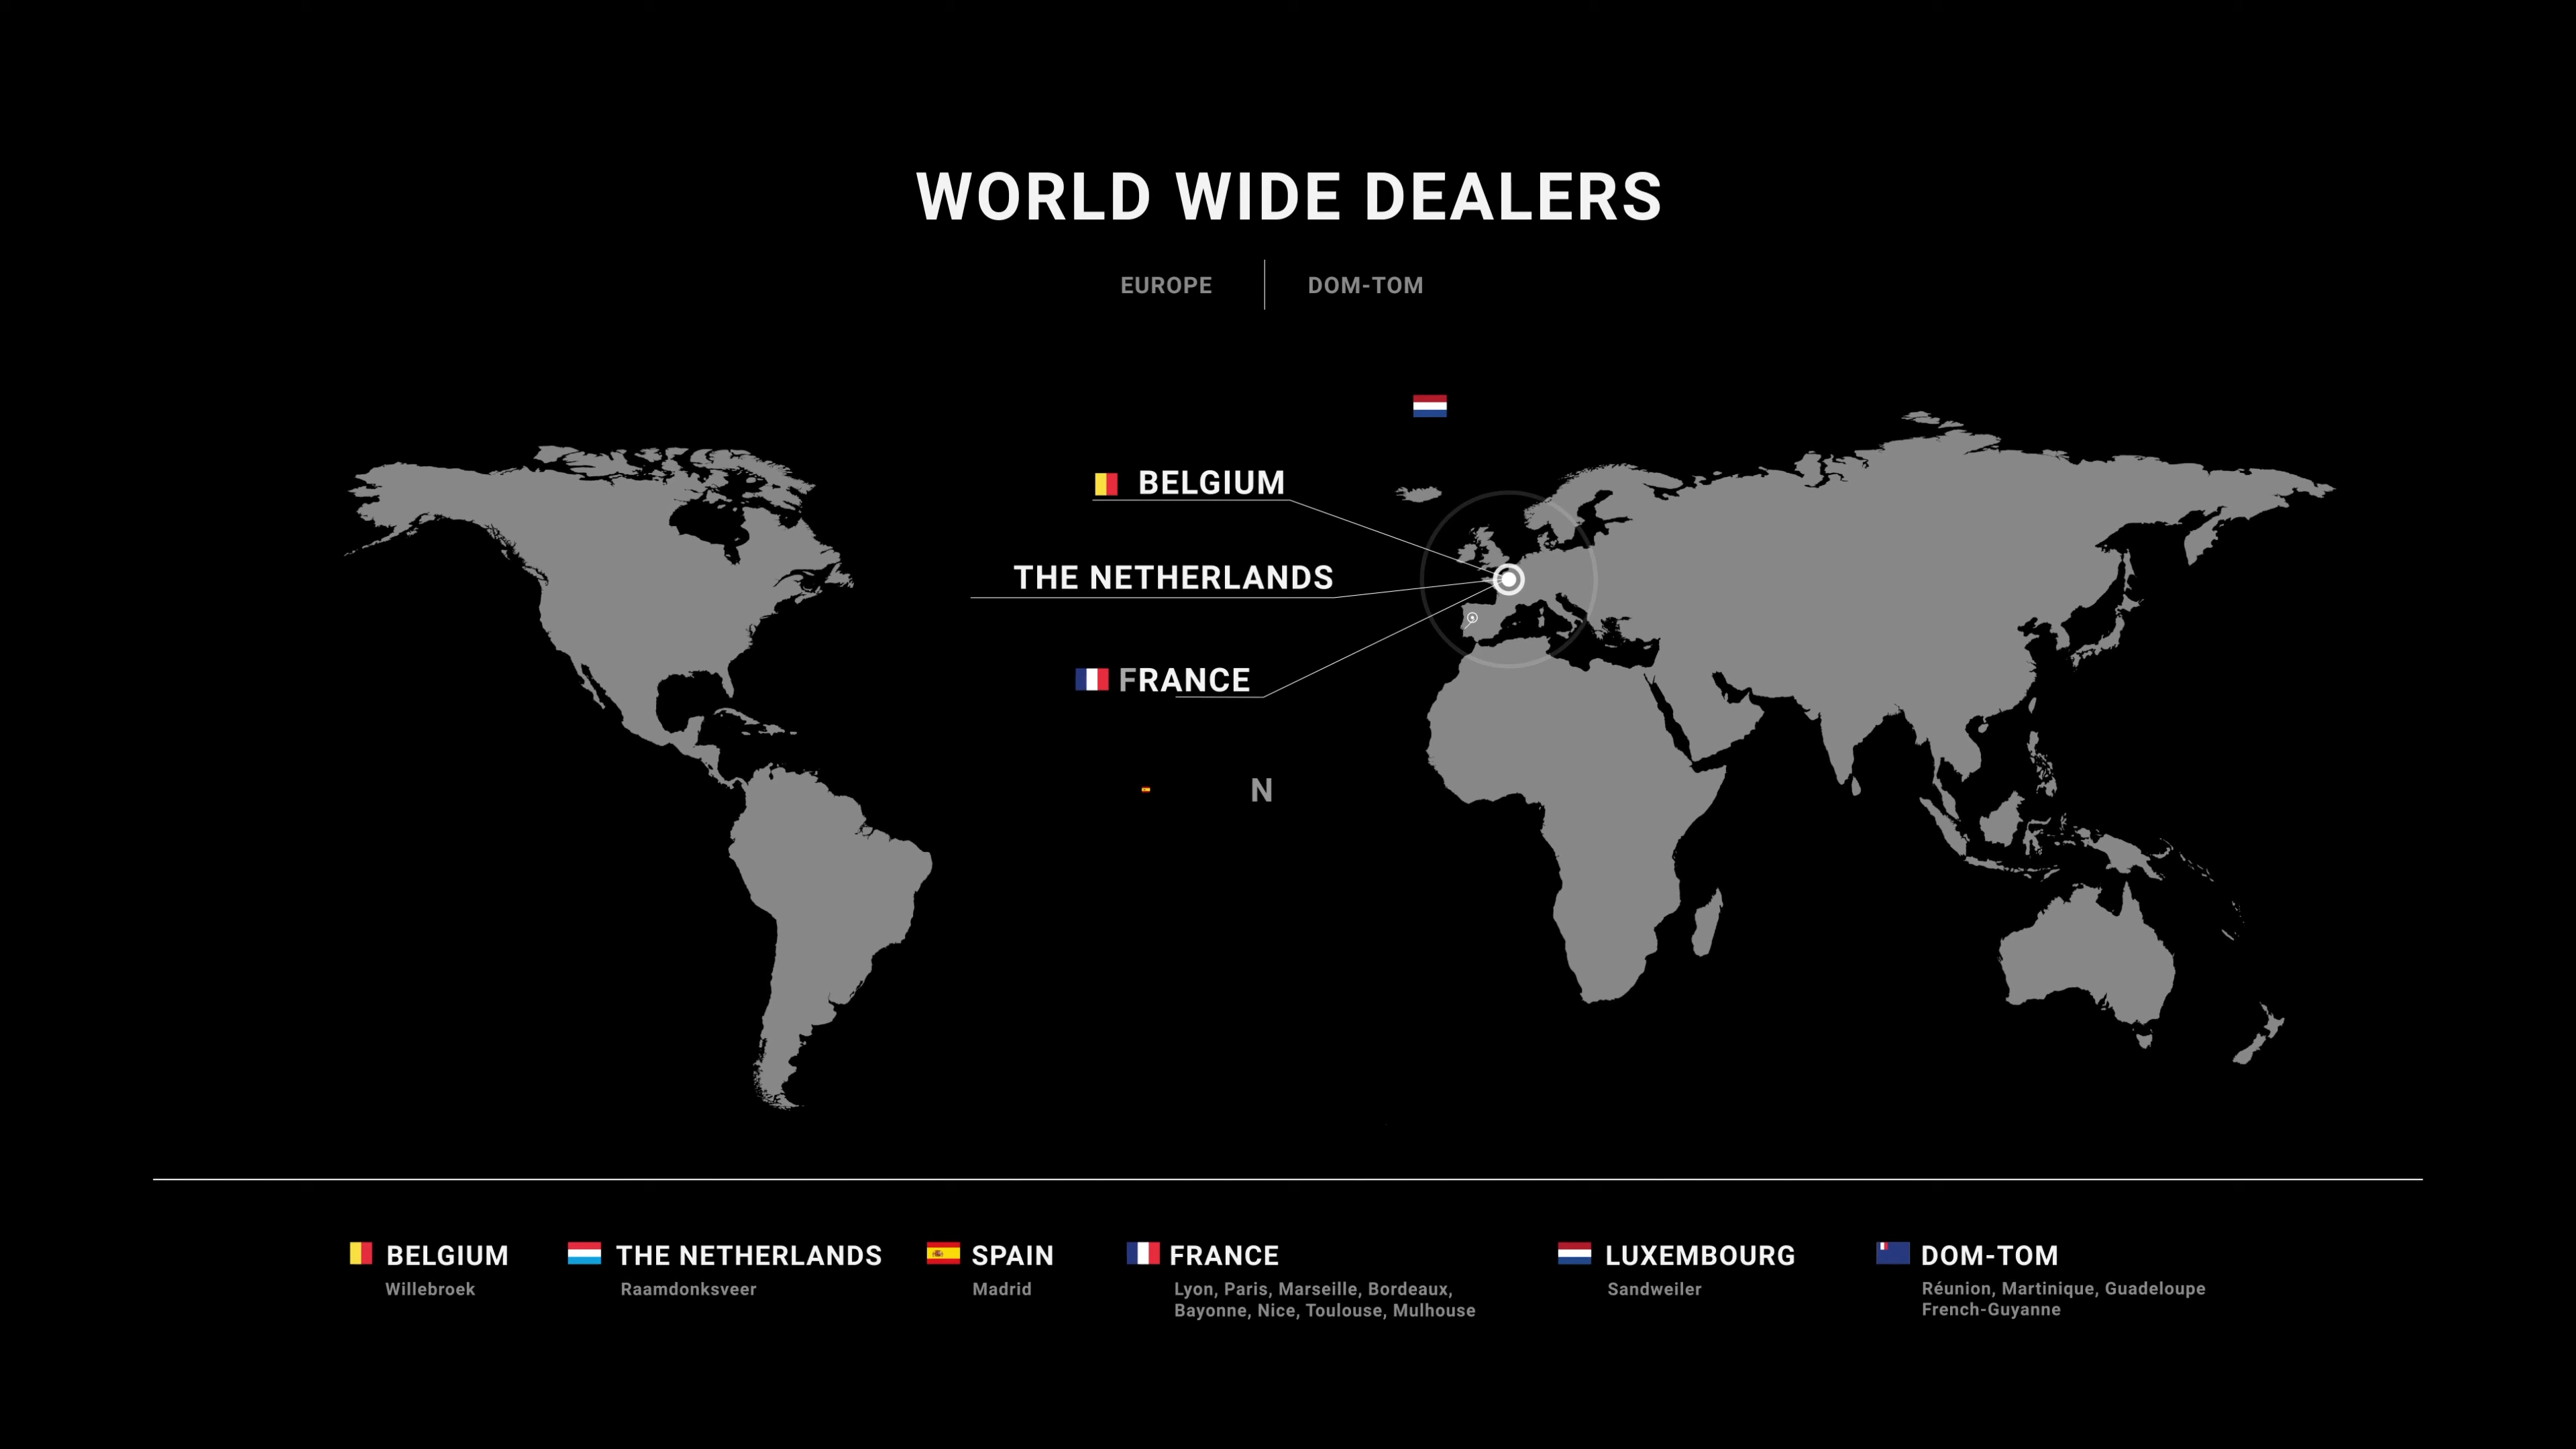 WORLD WIDE DEALERS
EUROPE
DOM-TOM
BELGIUM
THE NETHERLANDS
FRANCE
N
BELGIUM
Willebroek
THE NETHERLANDS
Raamdonksveer
SPAIN
Madrid
FRANCE
Lyon, Paris, Marseille, Bordeaux,
Bayonne, Nice, Toulouse, Mulhouse
LUXEMBOURG
Sandweiler
DOM-TOM
Réunion, Martinique, Guadeloupe
French-Guyanne